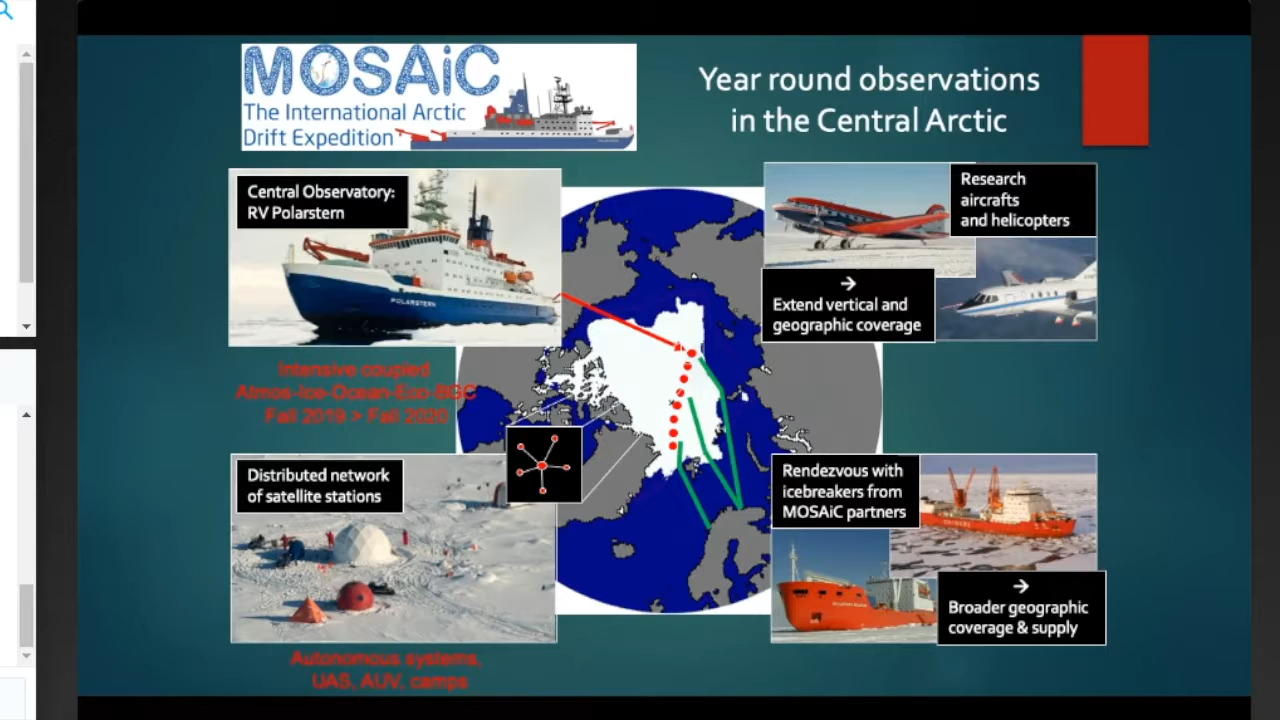 MOSAiC
The International Arctic
Drift Expedition
Year round observations
in the Central Arctic
Central Observatory:
RV Polarstern
POLARSTERN
Intensive coupled
Atmos-Ice-Ocean-Eco-BGC
Fall 2019 > Fall 2020
Research
aircrafts
and helicopters
→
Extend vertical and
geographic coverage
Distributed network
of satellite stations
Autonomous systems,
UAS, AUV, camps
Rendezvous with
icebreakers from
MOSAiC partners
→
Broader geographic
coverage & supply